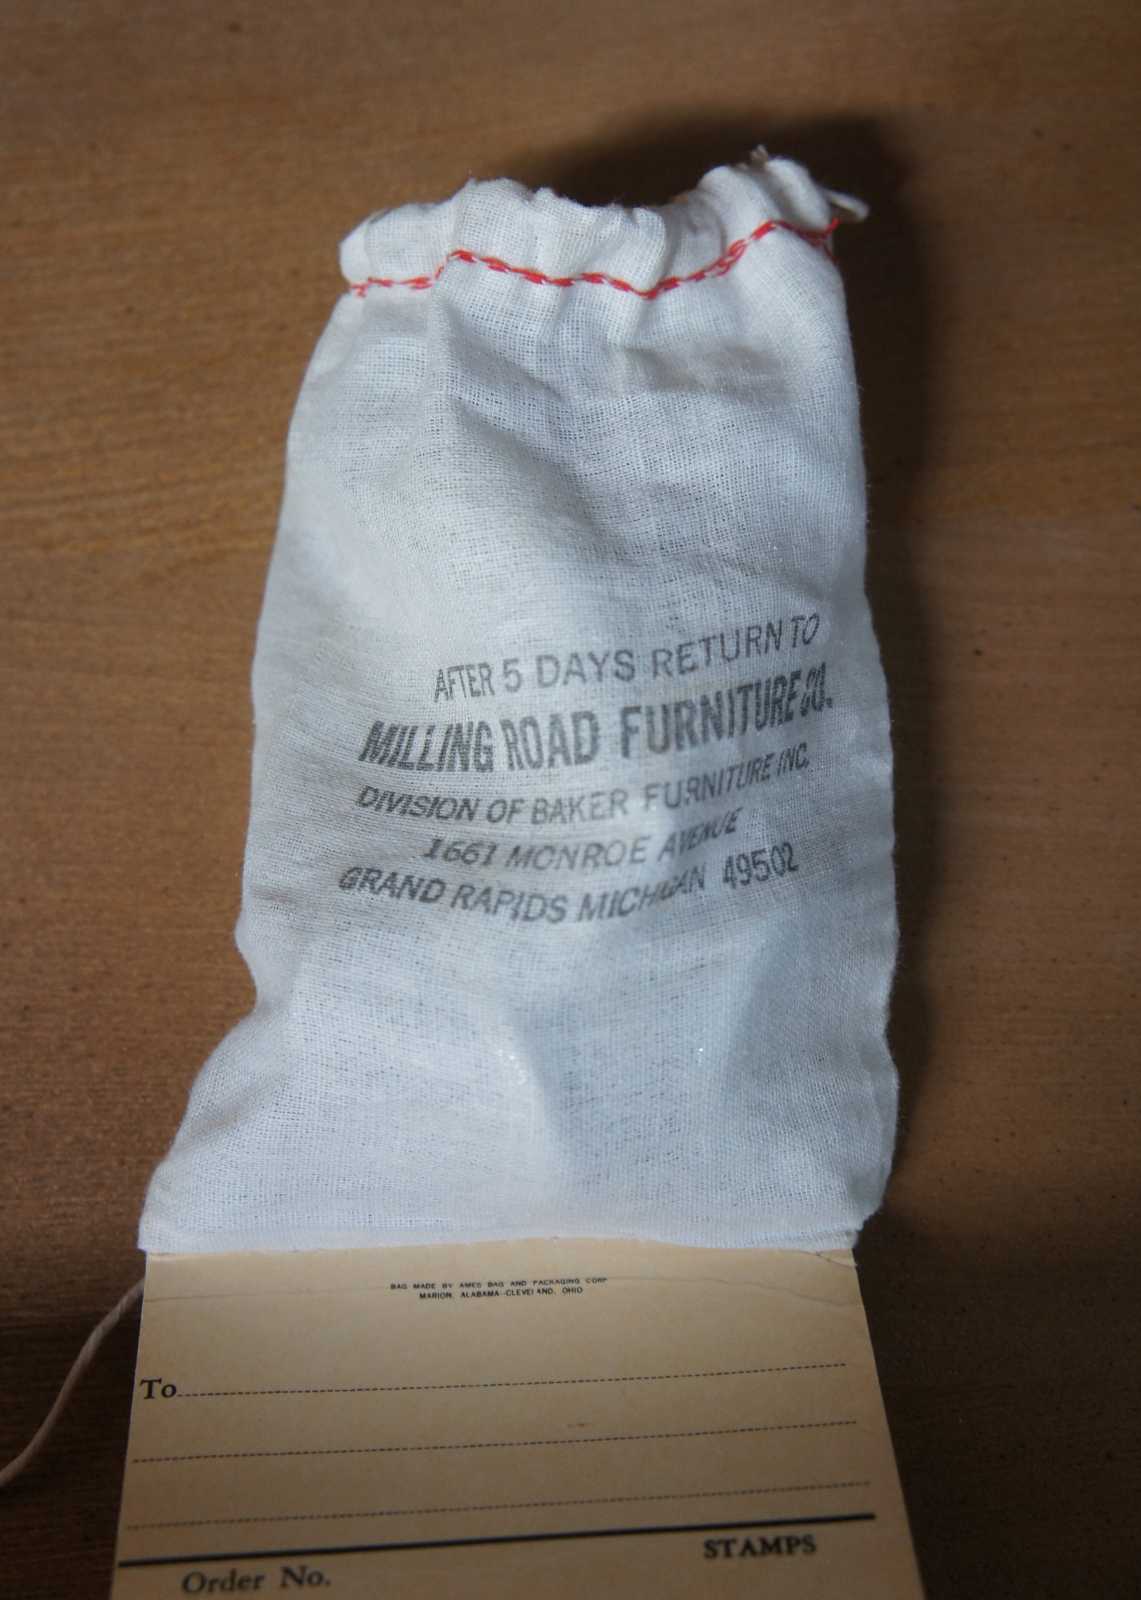 AFTER 5 DAYS RETURN TO
MILLING ROAD FURNITURE CO.
DIVISION OF BAKER FURNITURE INC.
1661 MONROE AVENUE
GRAND RAPIDS MICHIGAN 49502
BAG MADE BY AMES BAG AND PACKAGING CORP
MARION, ALABAMA-CLEVELAND, OHIO
To
STAMPS
Order No.